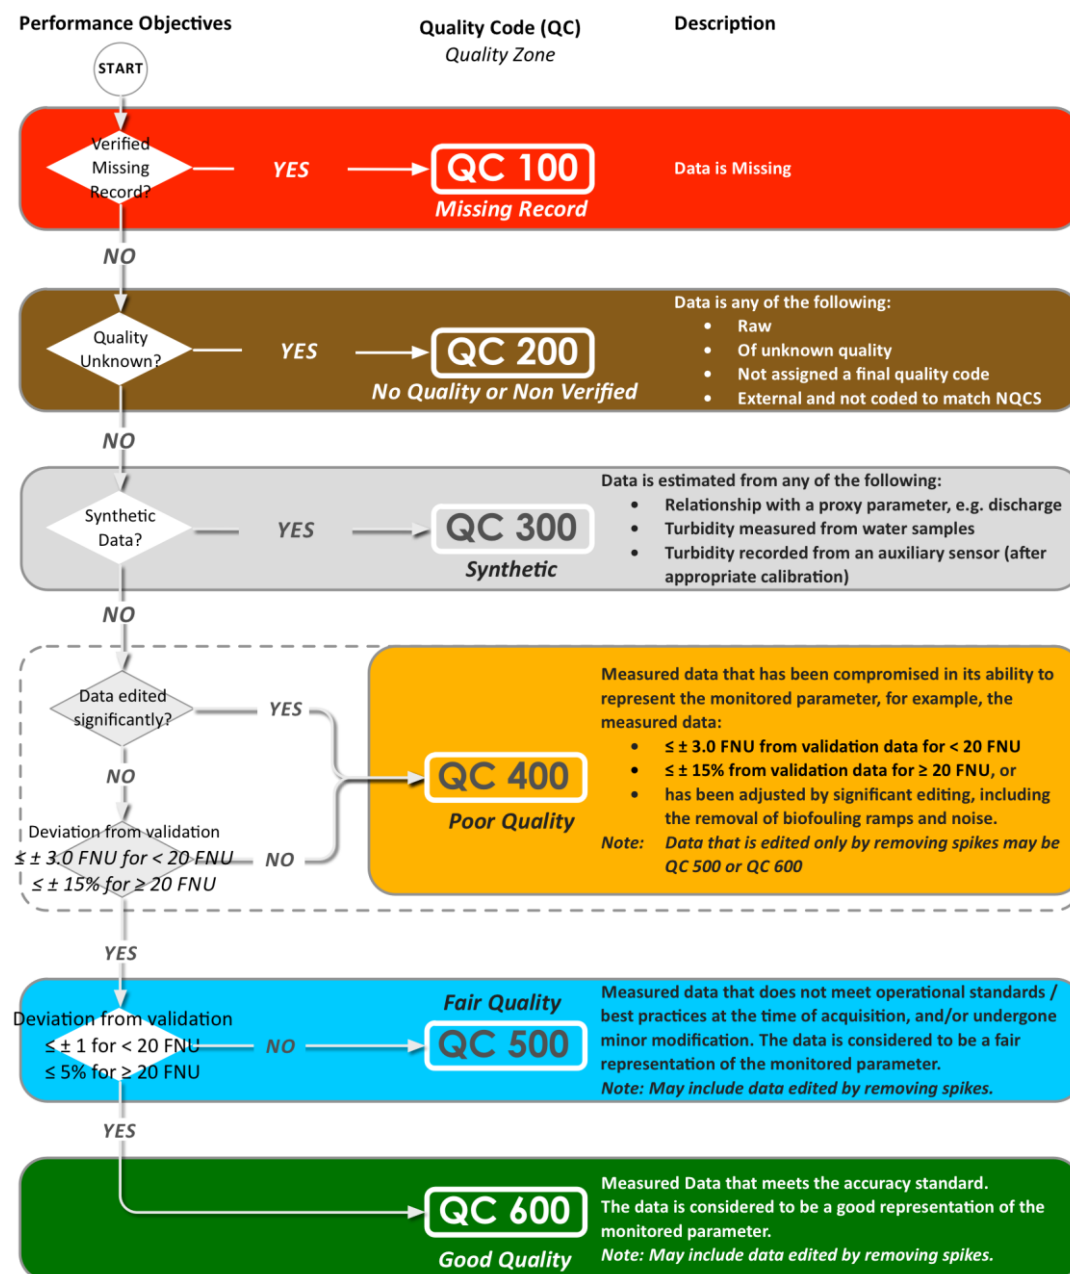 Performance Objectives
Quality Code (QC)
Quality Zone
Description
START
Verified
Missing
Record?
YES
QC 100
Missing Record
Data is Missing
NO
Quality
Unknown?
YES
QC 200
No Quality or Non Verified
Data is any of the following:
• Raw
• Of unknown quality
• Not assigned a final quality code
• External and not coded to match NQCS
NO
Synthetic
Data?
YES
QC 300
Synthetic
Data is estimated from any of the following:
• Relationship with a proxy parameter, e.g. discharge
• Turbidity measured from water samples
• Turbidity recorded from an auxiliary sensor (after
appropriate calibration)
NO
Data edited
significantly?
YES
NO
Deviation from validation
≤ ± 3.0 FNU for < 20 FNU
≤ ± 15% for ≥ 20 FNU
NO
QC 400
Poor Quality
Measured data that has been compromised in its ability to
represent the monitored parameter, for example, the
measured data:
• ≤ ± 3.0 FNU from validation data for < 20 FNU
• ≤ ± 15% from validation data for ≥ 20 FNU, or
• has been adjusted by significant editing, including
the removal of biofouling ramps and noise.
Note: Data that is edited only by removing spikes may be
QC 500 or QC 600
YES
Deviation from validation
≤ ± 1 for < 20 FNU
≤ 5% for ≥ 20 FNU
NO
Fair Quality
QC 500
Measured data that does not meet operational standards /
best practices at the time of acquisition, and/or undergone
minor modification. The data is considered to be a fair
representation of the monitored parameter.
Note: May include data edited by removing spikes.
YES
QC 600
Good Quality
Measured Data that meets the accuracy standard.
The data is considered to be a good representation of the
monitored parameter.
Note: May include data edited by removing spikes.